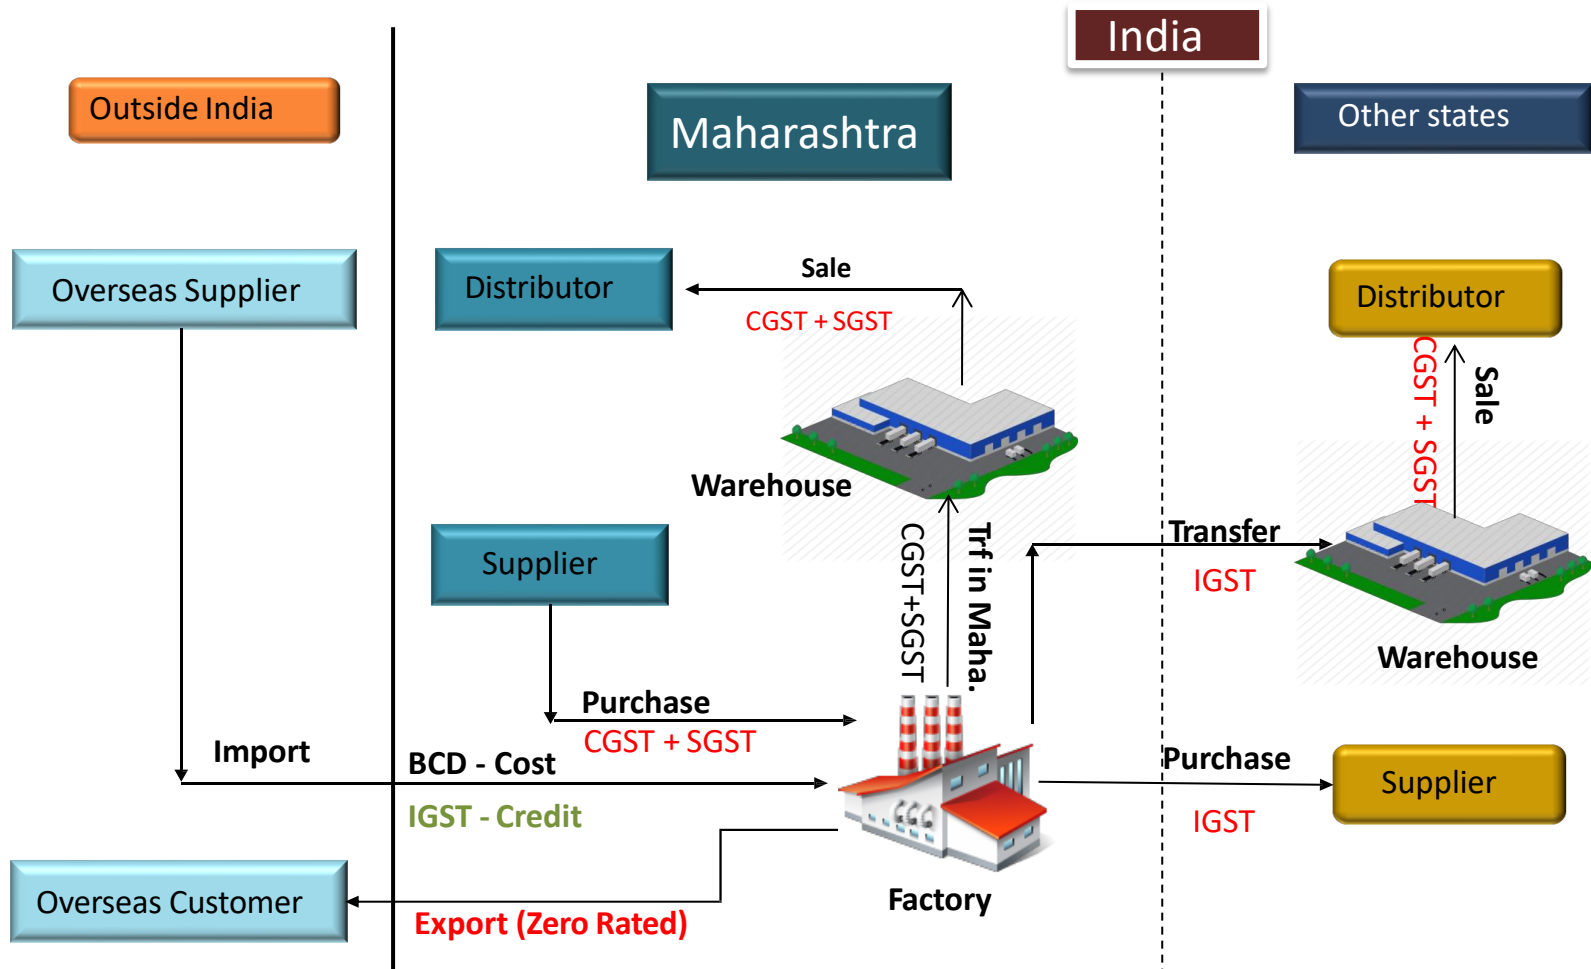 India
Outside India
Maharashtra
Other states
Overseas Supplier
Distributor
Sale
CGST + SGST
Distributor
CGST + SGST
Sale
Warehouse
Supplier
CGST+SGST
Trf in Maha.
Transfer
IGST
Warehouse
Purchase
CGST + SGST
Import
BCD - Cost
IGST - Credit
Purchase
IGST
Supplier
Factory
Overseas Customer
Export (Zero Rated)